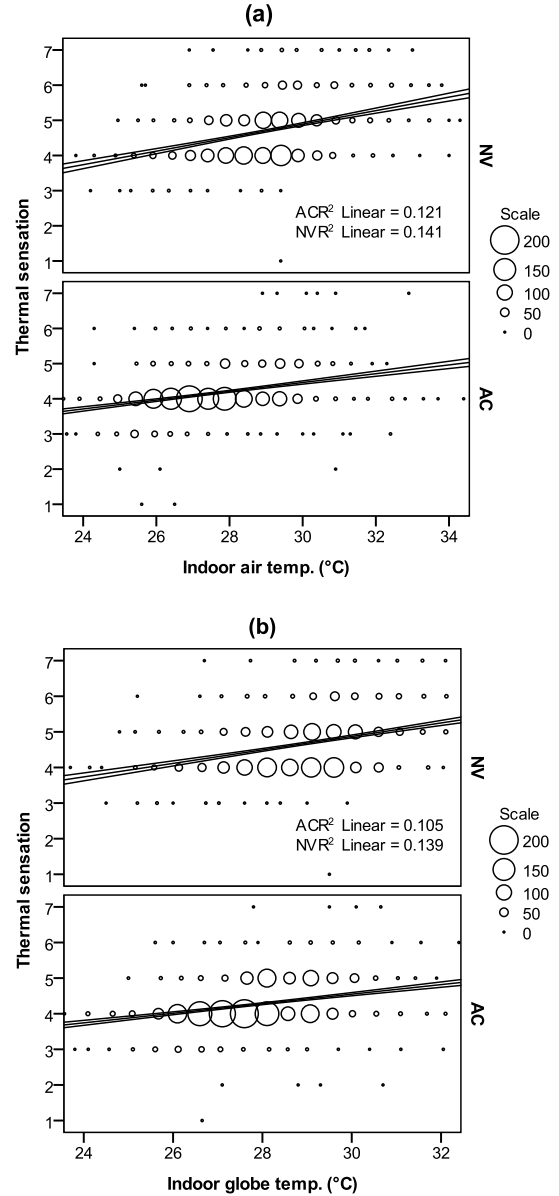 (a)
7
6
5
4
3
2
1
NV
ACR² Linear = 0.121
NVR² Linear = 0.141
7
6
5
4
3
2
1
AC
Thermal sensation
24 26 28 30 32 34
Indoor air temp. (°C)
Scale
200
150
100
50
0
(b)
7
6
5
4
3
2
1
NV
ACR² Linear = 0.105
NVR² Linear = 0.139
7
6
5
4
3
2
1
AC
Thermal sensation
24 26 28 30 32
Indoor globe temp. (°C)
Scale
200
150
100
50
0